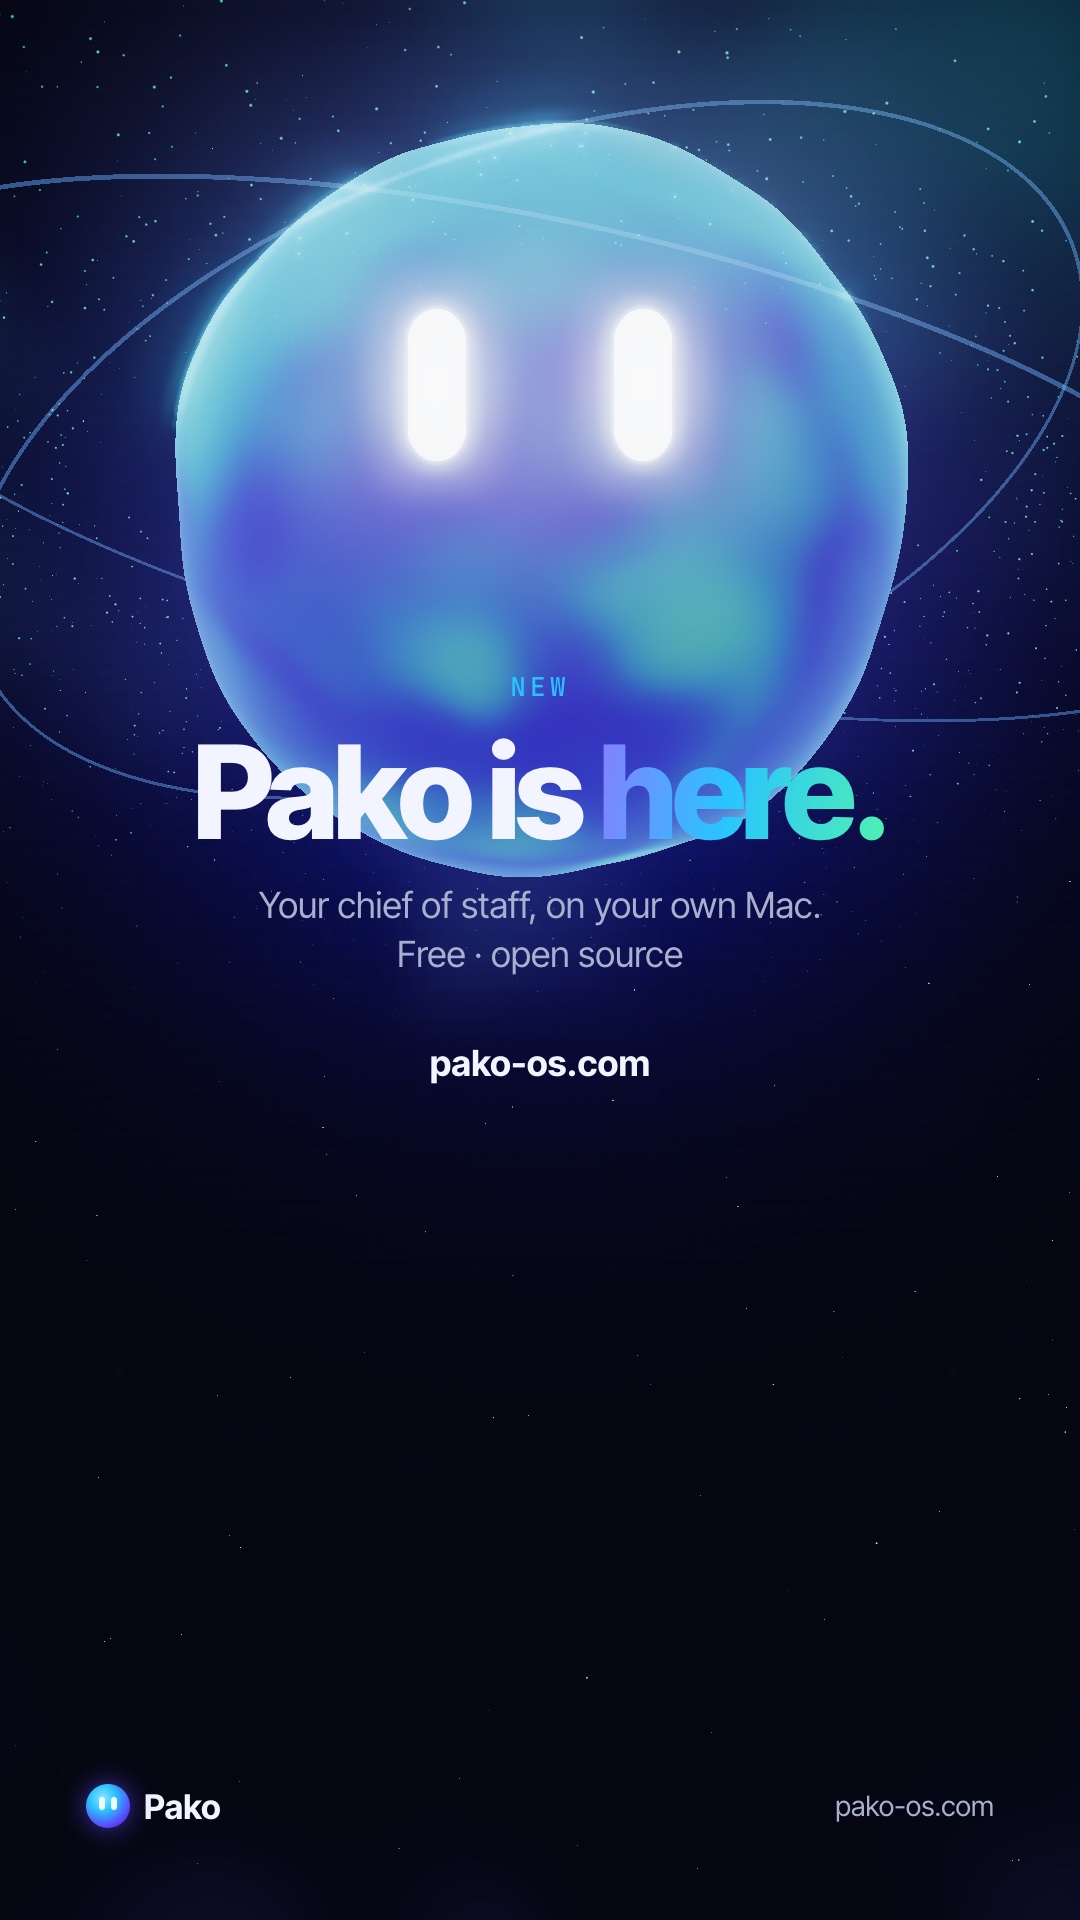 NEW
Pako is here.
Your chief of staff, on your own Mac.
Free · open source
pako-os.com
Pako
pako-os.com